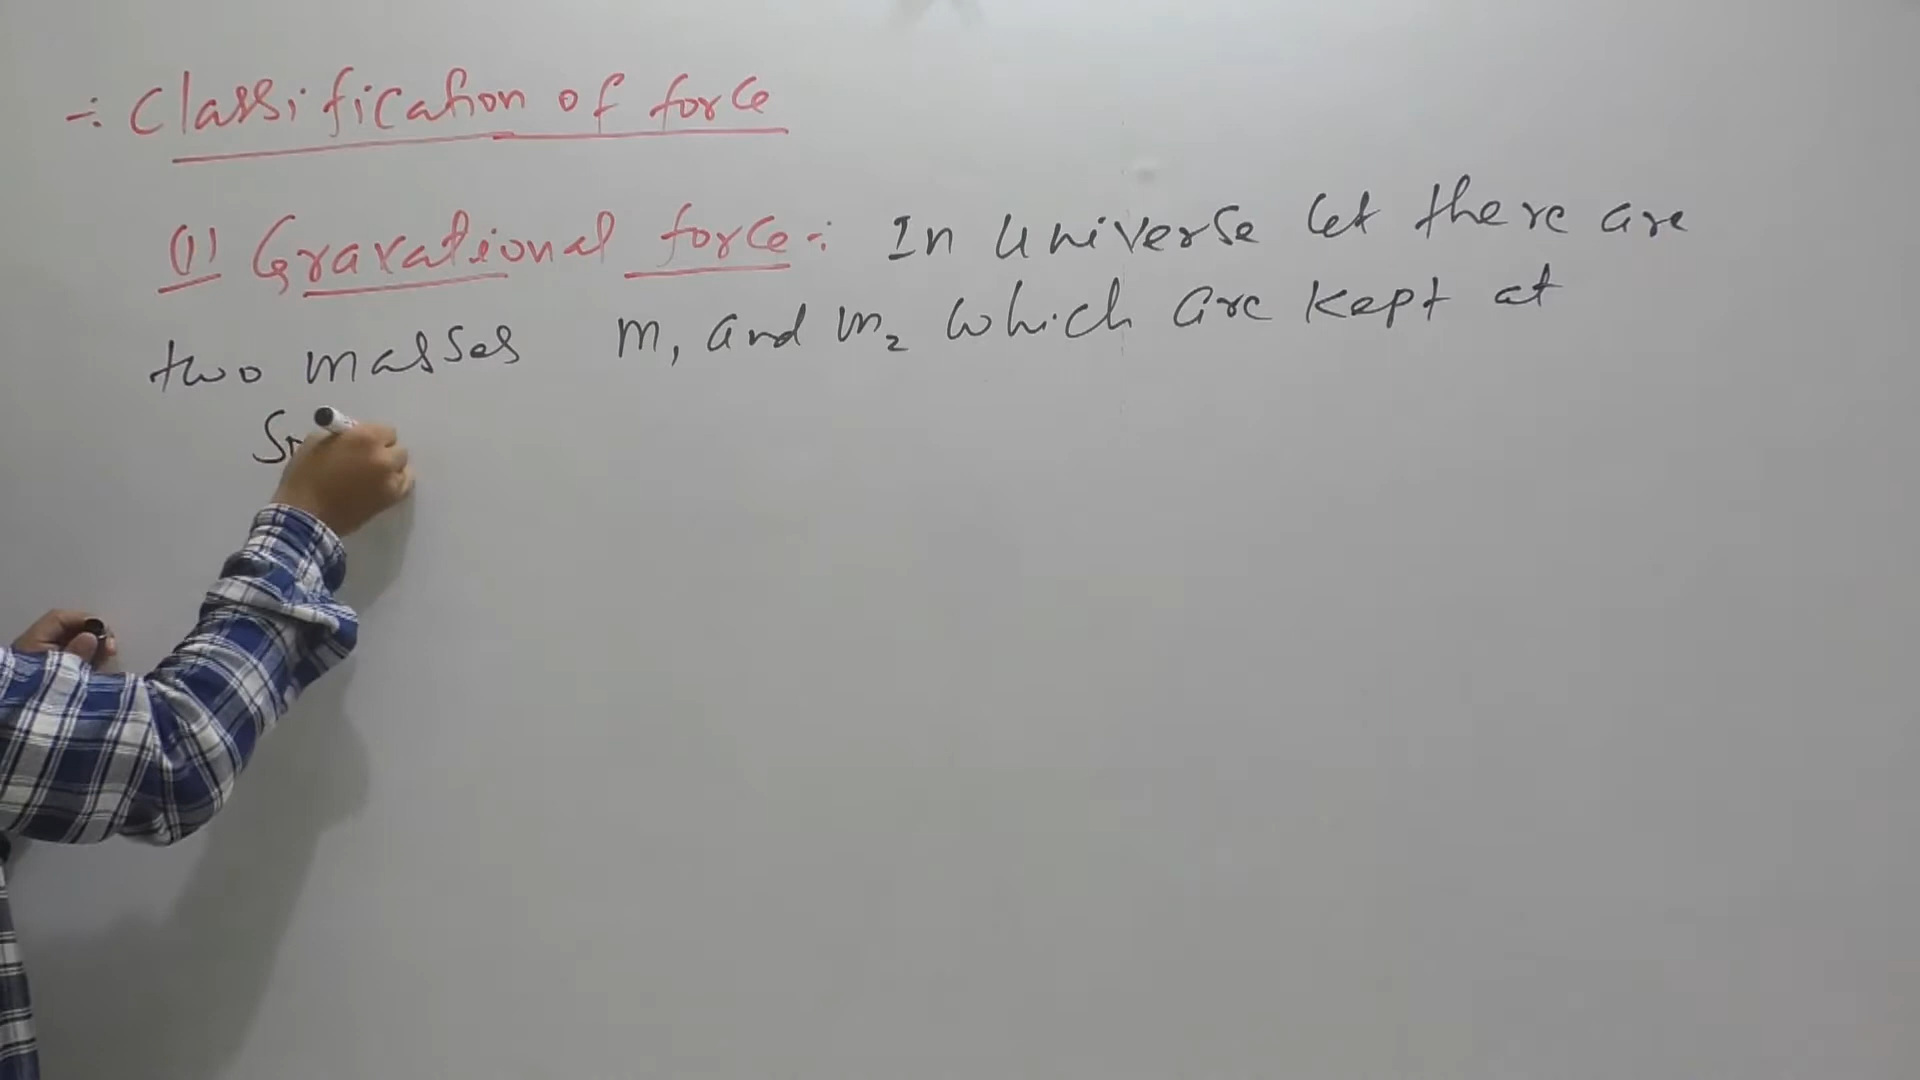 ÷ Classification of force
(1) Gravational force ÷ In universe let there are
two masses m₁ and m₂ which are kept at